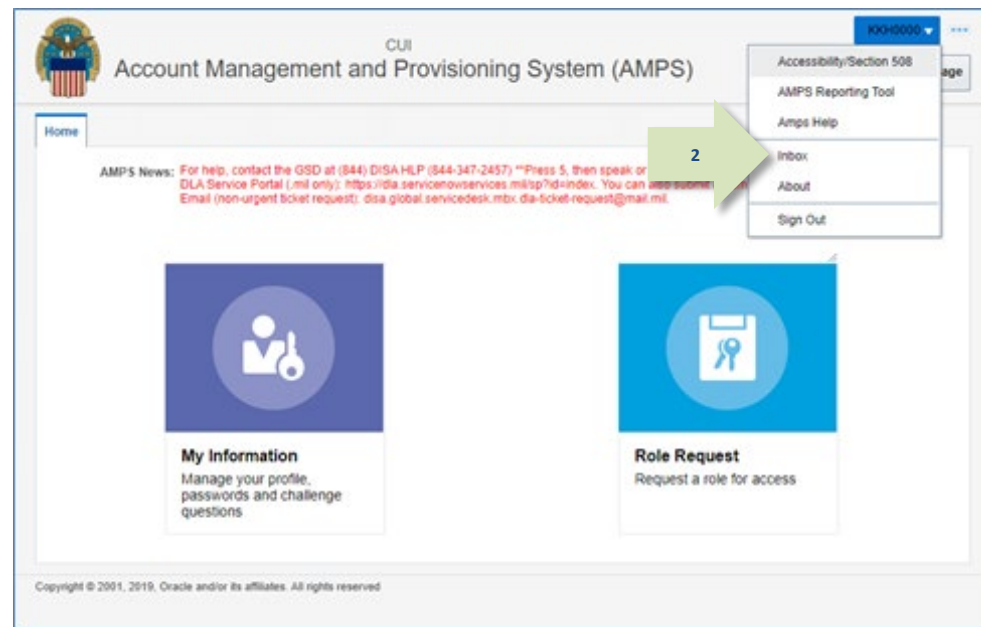 CUI
Account Management and Provisioning System (AMPS)
KKH0000
age
Accessibility/Section 508
AMPS Reporting Tool
Amps Help
Inbox
About
Sign Out
2
Home
AMPS News: For help, contact the GSD at (844) DISA HLP (844-347-2457) **Press 5, then speak or
DLA Service Portal (.mil only): https://dla.servicenowservices.mil/sp?id=index. You can also submit
Email (non-urgent ticket request): disa.global.servicedesk.mbx.dla-ticket-request@mail.mil.
My Information
Manage your profile,
passwords and challenge
questions
Role Request
Request a role for access
Copyright © 2001, 2019, Oracle and/or its affiliates. All rights reserved